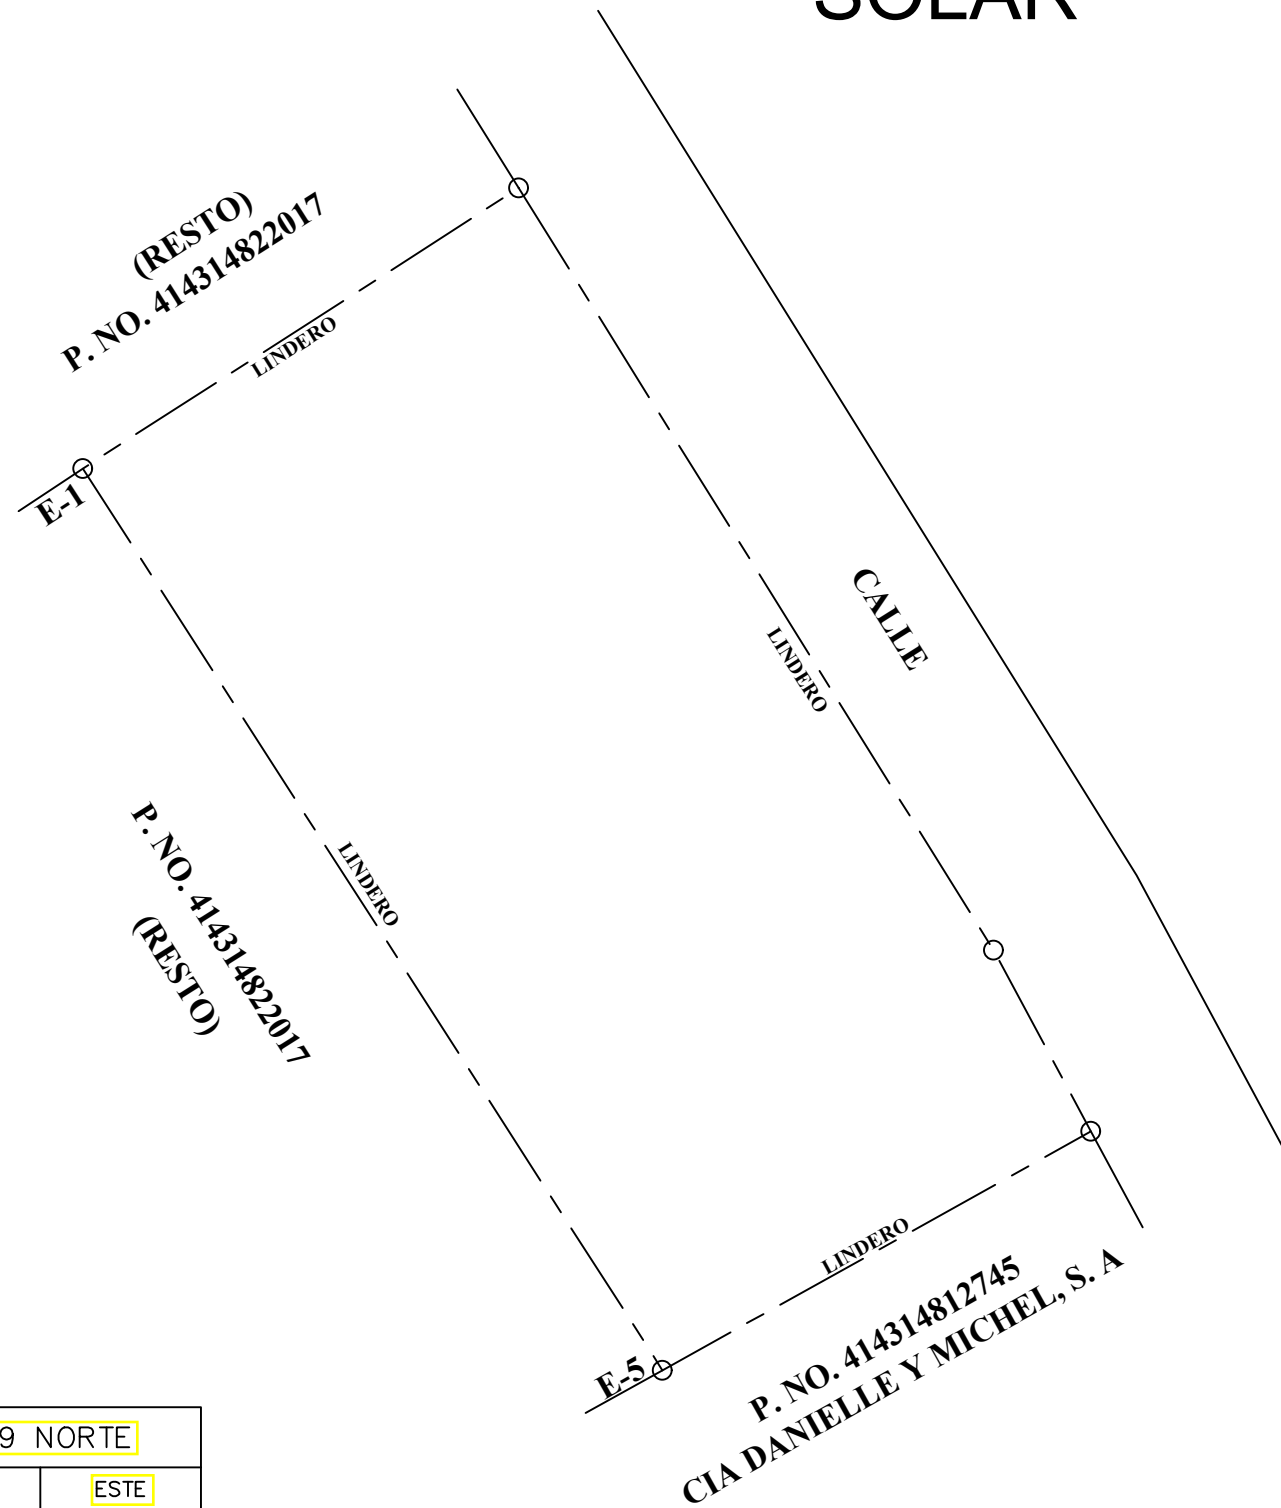 SOLAR
(RESTO)
P. NO. 414314822017
LINDERO
E-1
CALLE
LINDERO
LINDERO
P. NO. 414314822017
(RESTO)
LINDERO
E-5
P. NO. 414314812745
CIA DANIELLE Y MICHEL, S. A
9 NORTE
ESTE